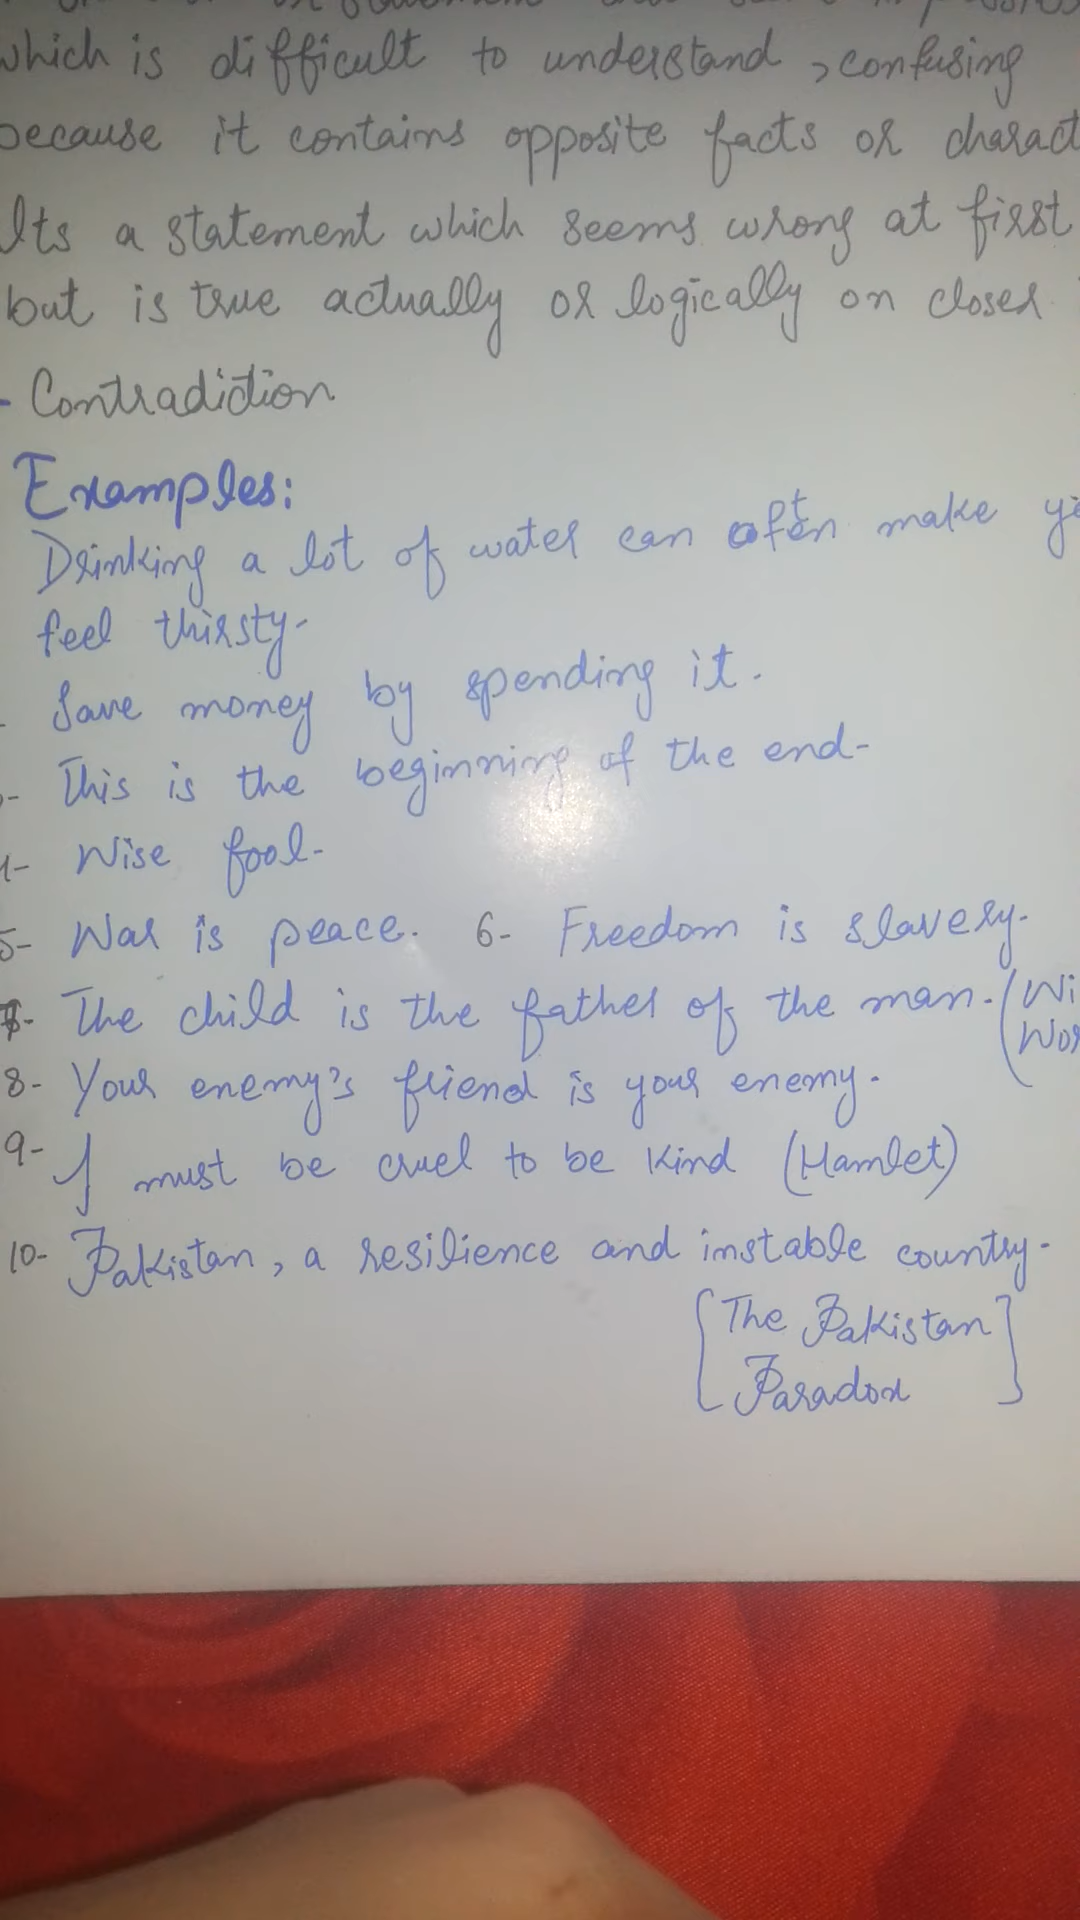 which is difficult to understand, confusing
because it contains opposite facts or charact
Its a statement which seems wrong at first
but is true actually or logically on closer
- Contradiction
Examples:
Drinking a lot of water can often make
feel thirsty.
Save money by spending it.
- This is the beginning of the end-
4- Wise fool-
5- War is peace. 6- Freedom is slavery-
7- The child is the father of the man. (Wi
Wor
8- Your enemy's friend is your enemy.
9- I must be cruel to be kind (Hamlet)
10- Pakistan, a resilience and instable country-
[The Pakistan
Paradox]